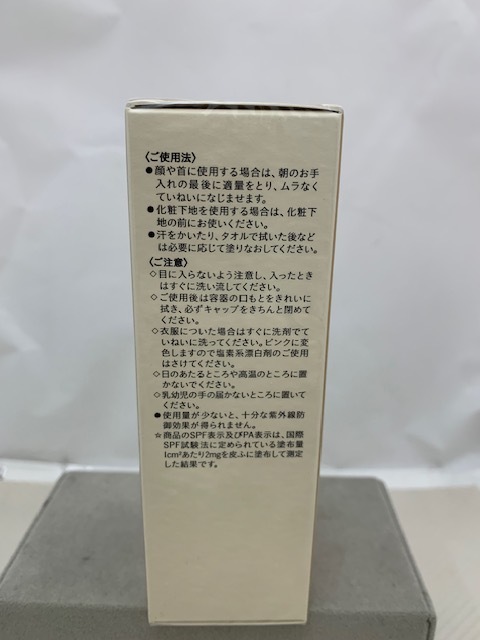 〈ご使用法〉
●顔や首に使用する場合は、朝のお手
入れの最後に適量をとり、ムラなく
ていねいになじませます。
●化粧下地を使用する場合は、化粧下
地の前にお使いください。
●汗をかいたり、タオルで拭いた後など
は必要に応じて塗りなおしてください。
〈ご注意〉
◇目に入らないよう注意し、入ったとき
はすぐに洗い流してください。
◇ご使用後は容器の口もとをきれいに
拭き、必ずキャップをきちんと閉めて
ください。
◇衣服についた場合はすぐに洗剤でて
いねいに洗ってください。ピンクに変
色しますので塩素系漂白剤のご使用
はさけてください。
◇日のあたるところや高温のところに置
かないでください。
◇乳幼児の手の届かないところに置いて
ください。
●使用量が少ないと、十分な紫外線防
御効果が得られません。
☆商品のSPF表示及びPA表示は、国際
SPF試験法に定められている塗布量
1cm²あたり2mgを皮ふに塗布して測定
した結果です。